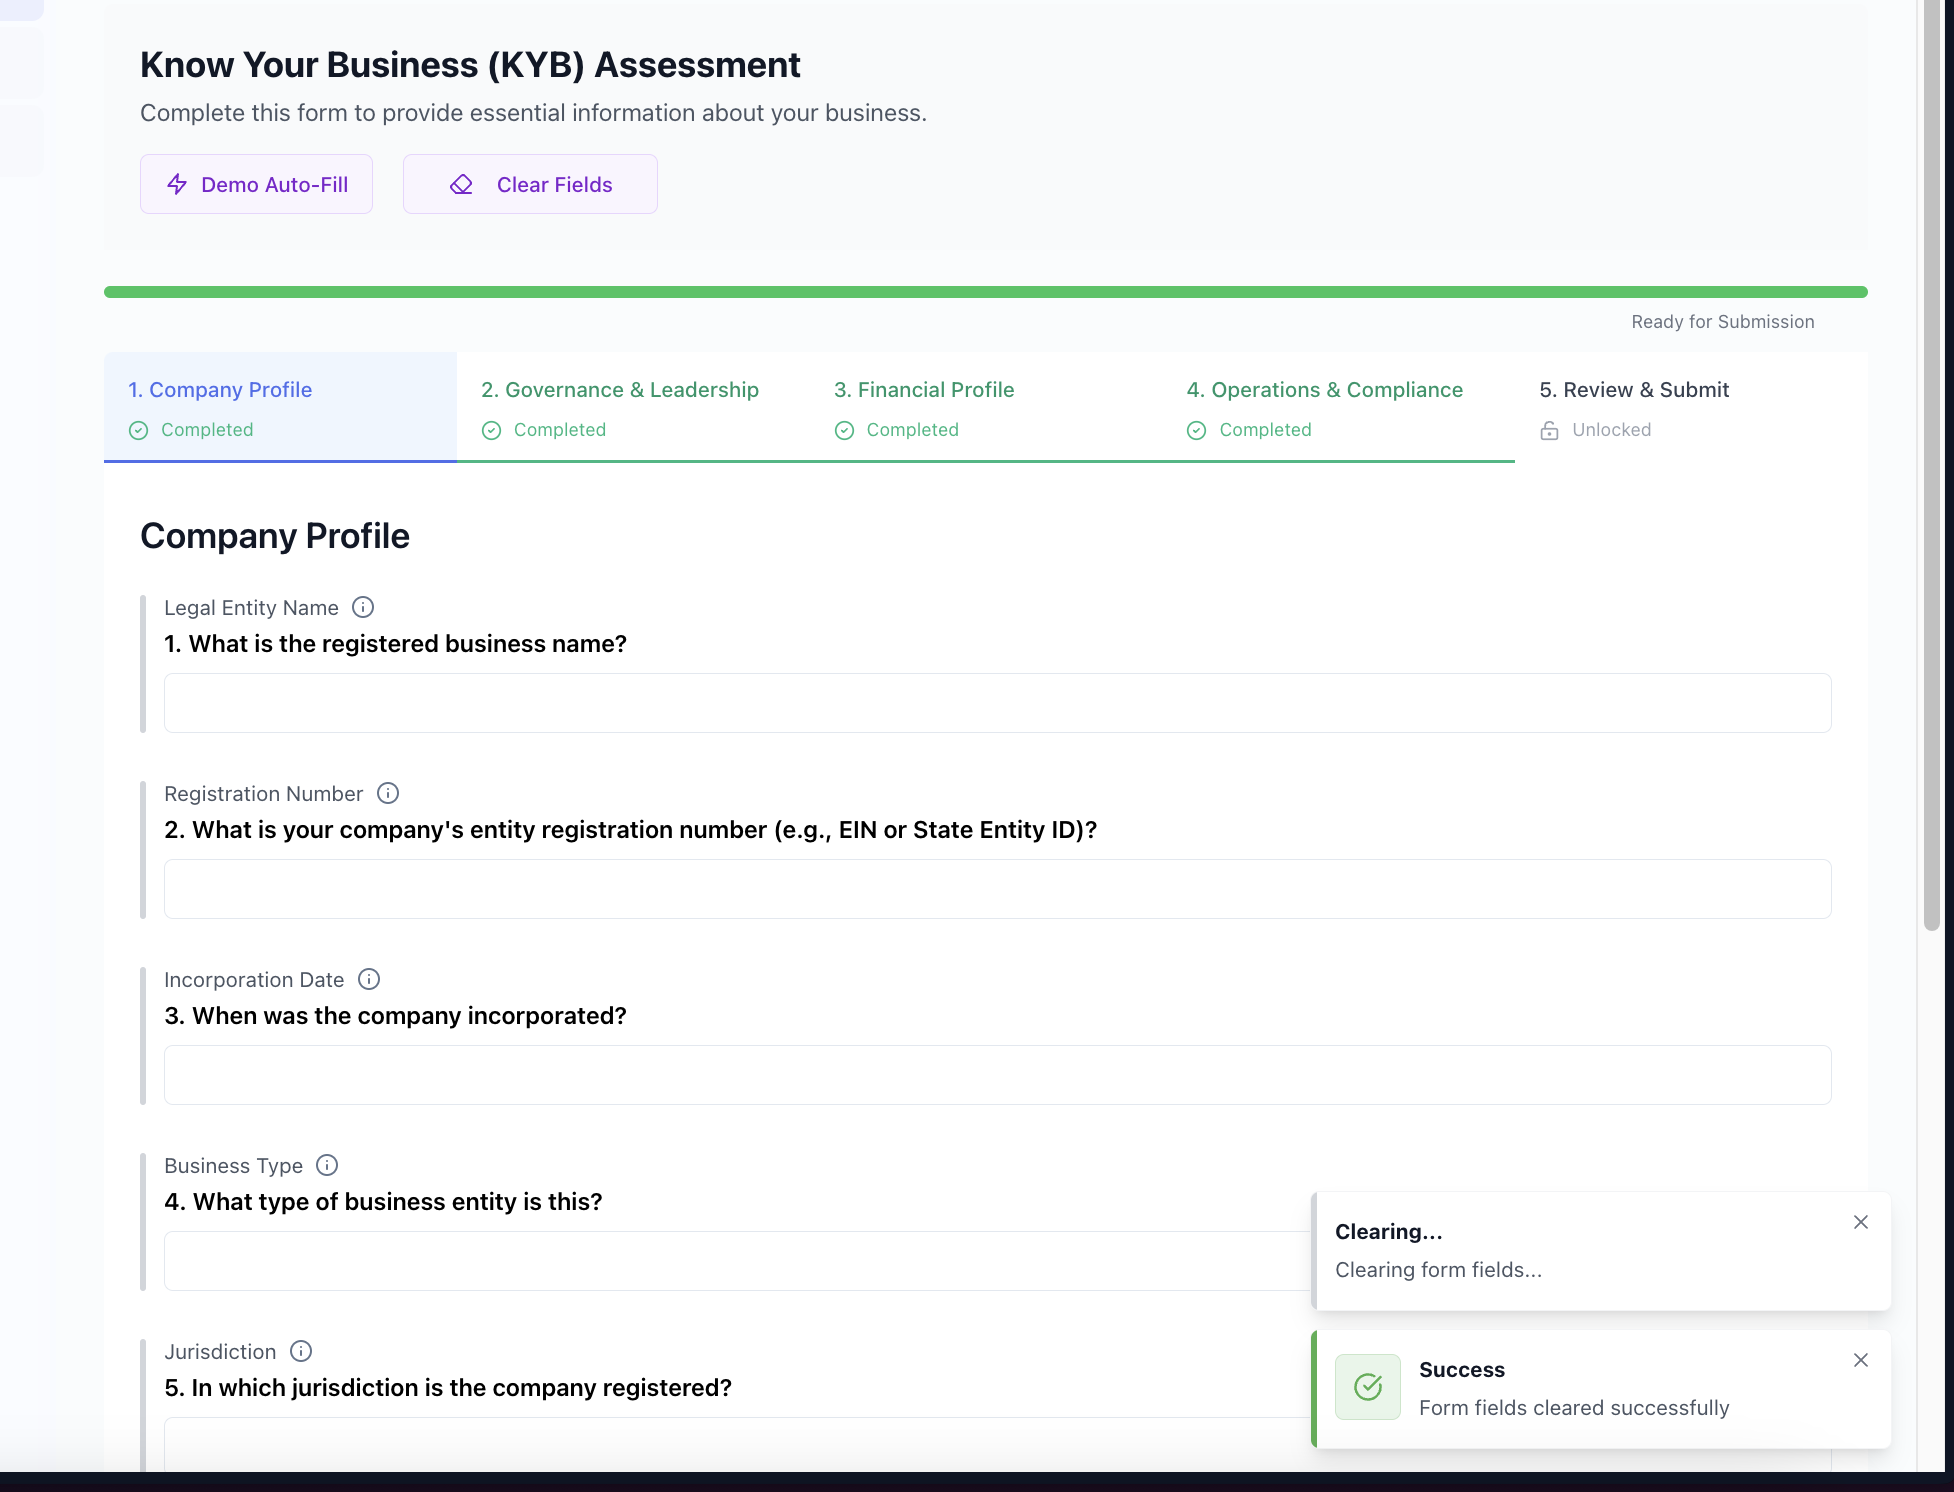 Know Your Business (KYB) Assessment
Complete this form to provide essential information about your business.
Demo Auto-Fill
Clear Fields
Ready for Submission
1. Company Profile
Completed
2. Governance & Leadership
Completed
3. Financial Profile
Completed
4. Operations & Compliance
Completed
5. Review & Submit
Unlocked
Company Profile
Legal Entity Name
1. What is the registered business name?
Registration Number
2. What is your company's entity registration number (e.g., EIN or State Entity ID)?
Incorporation Date
3. When was the company incorporated?
Business Type
4. What type of business entity is this?
Jurisdiction
5. In which jurisdiction is the company registered?
Clearing...
Clearing form fields...
Success
Form fields cleared successfully